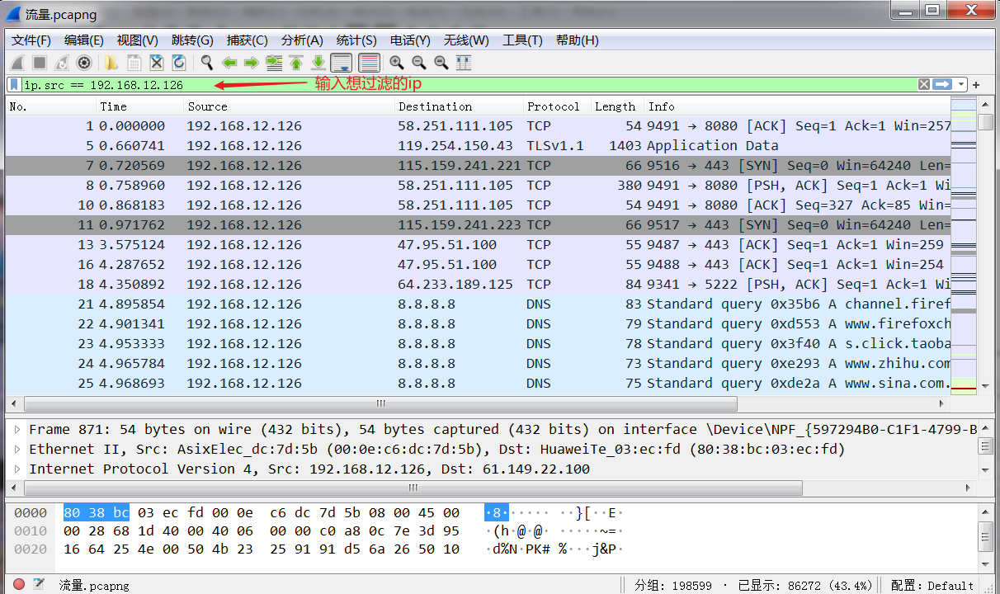 流量.pcapng
文件(F) 编辑(E) 视图(V) 跳转(G) 捕获(C) 分析(A) 统计(S) 电话(Y) 无线(W) 工具(T) 帮助(H)
ip.src == 192.168.12.126 输入想过滤的ip
No. Time Source Destination Protocol Length Info
1 0.000000 192.168.12.126 58.251.111.105 TCP 54 9491 → 8080 [ACK] Seq=1 Ack=1 Win=257
5 0.660741 192.168.12.126 119.254.150.43 TLSv1.1 1403 Application Data
7 0.720569 192.168.12.126 115.159.241.221 TCP 66 9516 → 443 [SYN] Seq=0 Win=64240 Len=
8 0.758960 192.168.12.126 58.251.111.105 TCP 380 9491 → 8080 [PSH, ACK] Seq=1 Ack=1 Wi
10 0.868183 192.168.12.126 58.251.111.105 TCP 54 9491 → 8080 [ACK] Seq=327 Ack=85 Win=
11 0.971762 192.168.12.126 115.159.241.223 TCP 66 9517 → 443 [SYN] Seq=0 Win=64240 Len=
13 3.575124 192.168.12.126 47.95.51.100 TCP 55 9487 → 443 [ACK] Seq=1 Ack=1 Win=259
16 4.287652 192.168.12.126 47.95.51.100 TCP 55 9488 → 443 [ACK] Seq=1 Ack=1 Win=254
18 4.350892 192.168.12.126 64.233.189.125 TCP 84 9341 → 5222 [PSH, ACK] Seq=1 Ack=1 Wi
21 4.895854 192.168.12.126 8.8.8.8 DNS 83 Standard query 0x35b6 A channel.firef
22 4.901341 192.168.12.126 8.8.8.8 DNS 79 Standard query 0xd553 A www.firefoxch
23 4.953333 192.168.12.126 8.8.8.8 DNS 78 Standard query 0x3f40 A s.click.taoba
24 4.965784 192.168.12.126 8.8.8.8 DNS 73 Standard query 0xe293 A www.zhihu.com
25 4.968693 192.168.12.126 8.8.8.8 DNS 75 Standard query 0xde2a A www.sina.com.
Frame 871: 54 bytes on wire (432 bits), 54 bytes captured (432 bits) on interface \Device\NPF_{597294B0-C1F1-4799-B
Ethernet II, Src: AsixElec_dc:7d:5b (00:0e:c6:dc:7d:5b), Dst: HuaweiTe_03:ec:fd (80:38:bc:03:ec:fd)
Internet Protocol Version 4, Src: 192.168.12.126, Dst: 61.149.22.100
0000 80 38 bc 03 ec fd 00 0e c6 dc 7d 5b 08 00 45 00 ·8······ ··}[··E·
0010 00 28 68 1d 40 00 40 06 00 00 c0 a8 0c 7e 3d 95 ·(h·@·@· ·····~=·
0020 16 64 25 4e 00 50 4b 23 25 91 91 d5 6a 26 50 10 ·d%N·PK# %···j&P·
流量.pcapng 分组: 198599 · 已显示: 86272 (43.4%) 配置: Default